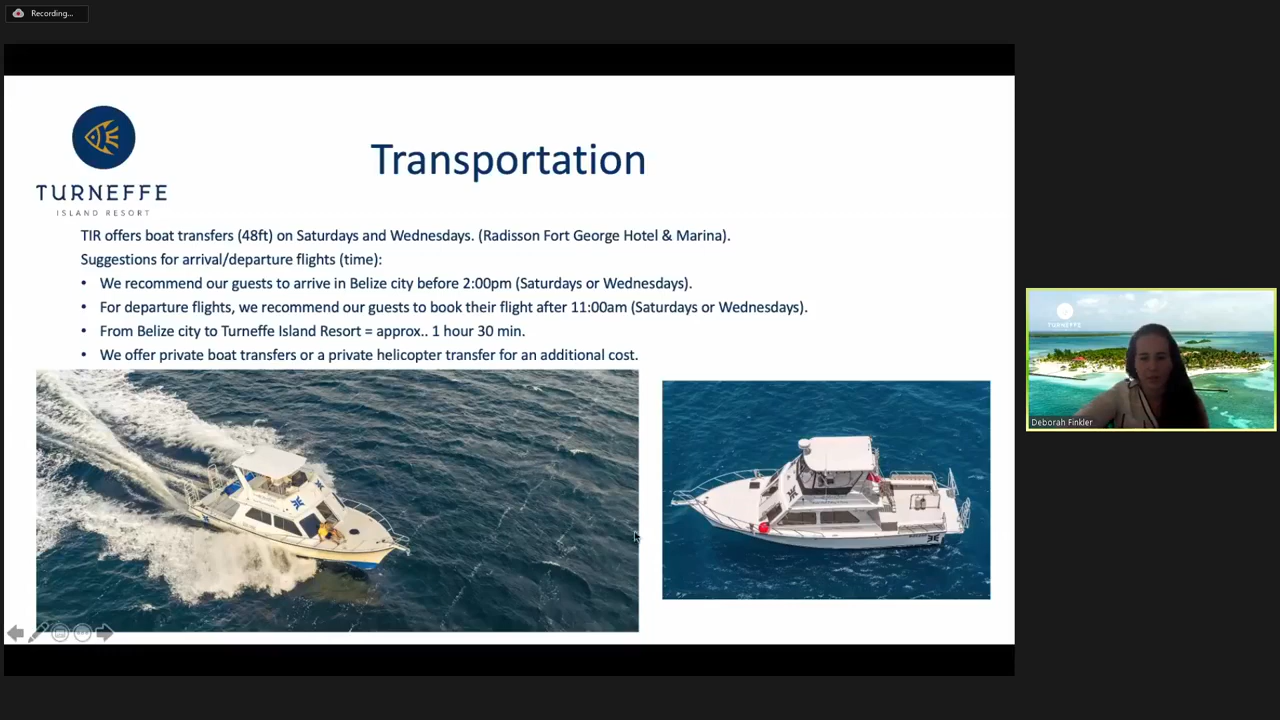 Recording...
TURNEFFE
ISLAND RESORT
Transportation
TIR offers boat transfers (48ft) on Saturdays and Wednesdays. (Radisson Fort George Hotel & Marina).
Suggestions for arrival/departure flights (time):
• We recommend our guests to arrive in Belize city before 2:00pm (Saturdays or Wednesdays).
• For departure flights, we recommend our guests to book their flight after 11:00am (Saturdays or Wednesdays).
• From Belize city to Turneffe Island Resort = approx.. 1 hour 30 min.
• We offer private boat transfers or a private helicopter transfer for an additional cost.
TURNEFFE
Deborah Finkler